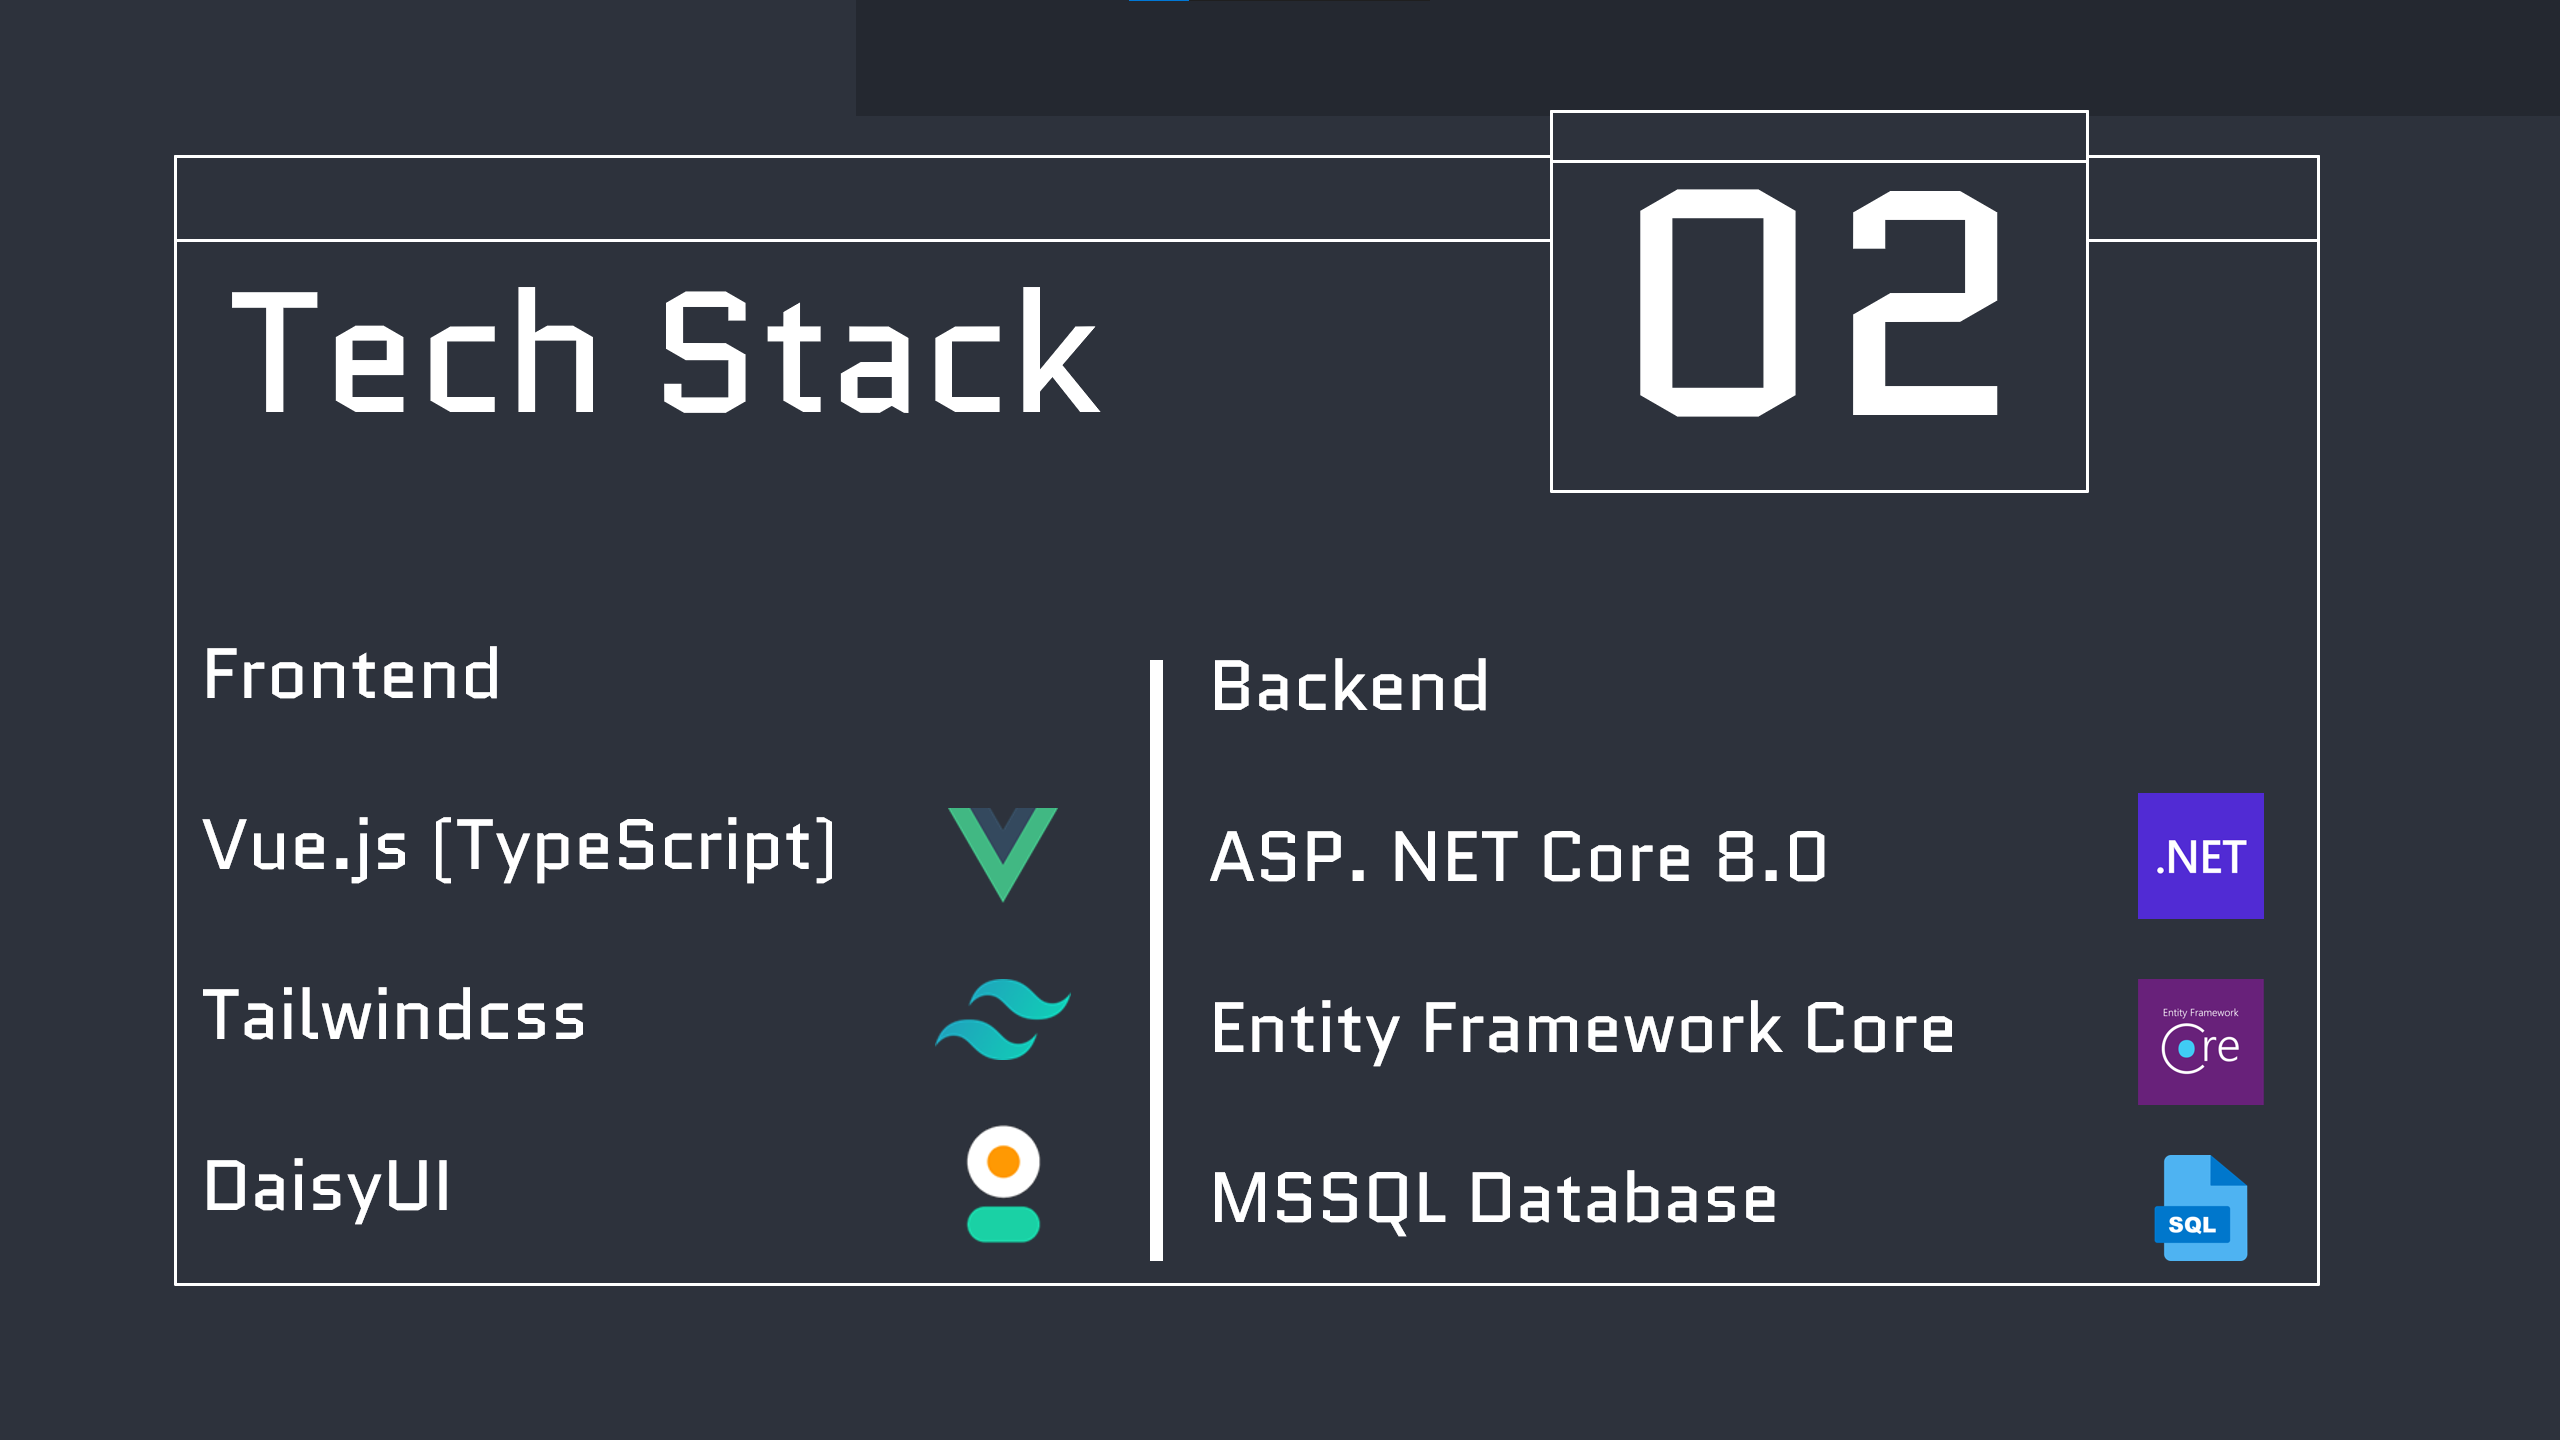 02
Tech Stack
Frontend
Vue.js (TypeScript)
Tailwindcss
DaisyUI
Backend
ASP. NET Core 8.0
.NET
Entity Framework Core
Entity Framework
Core
MSSQL Database
SQL